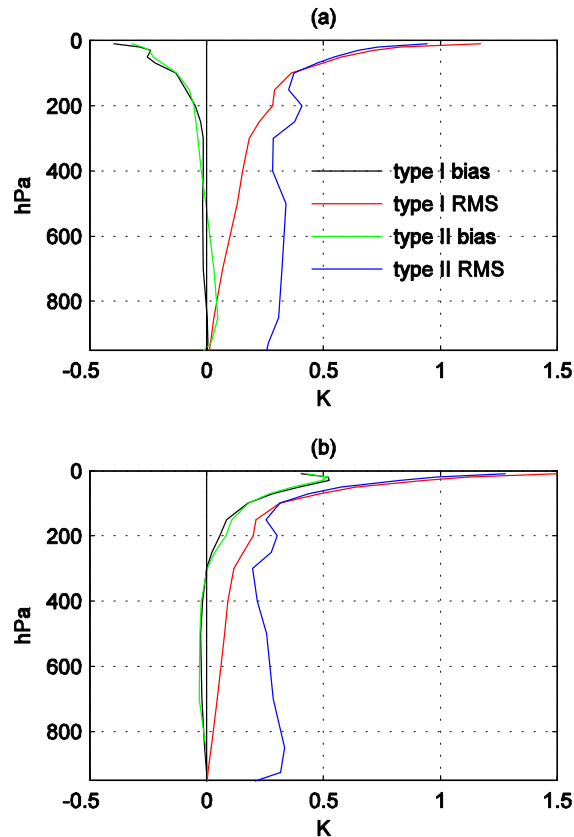 (a)
0
200
400
600
800
hPa
type I bias
type I RMS
type II bias
type II RMS
-0.5 0 0.5 1 1.5
K
(b)
0
200
400
600
800
hPa
-0.5 0 0.5 1 1.5
K